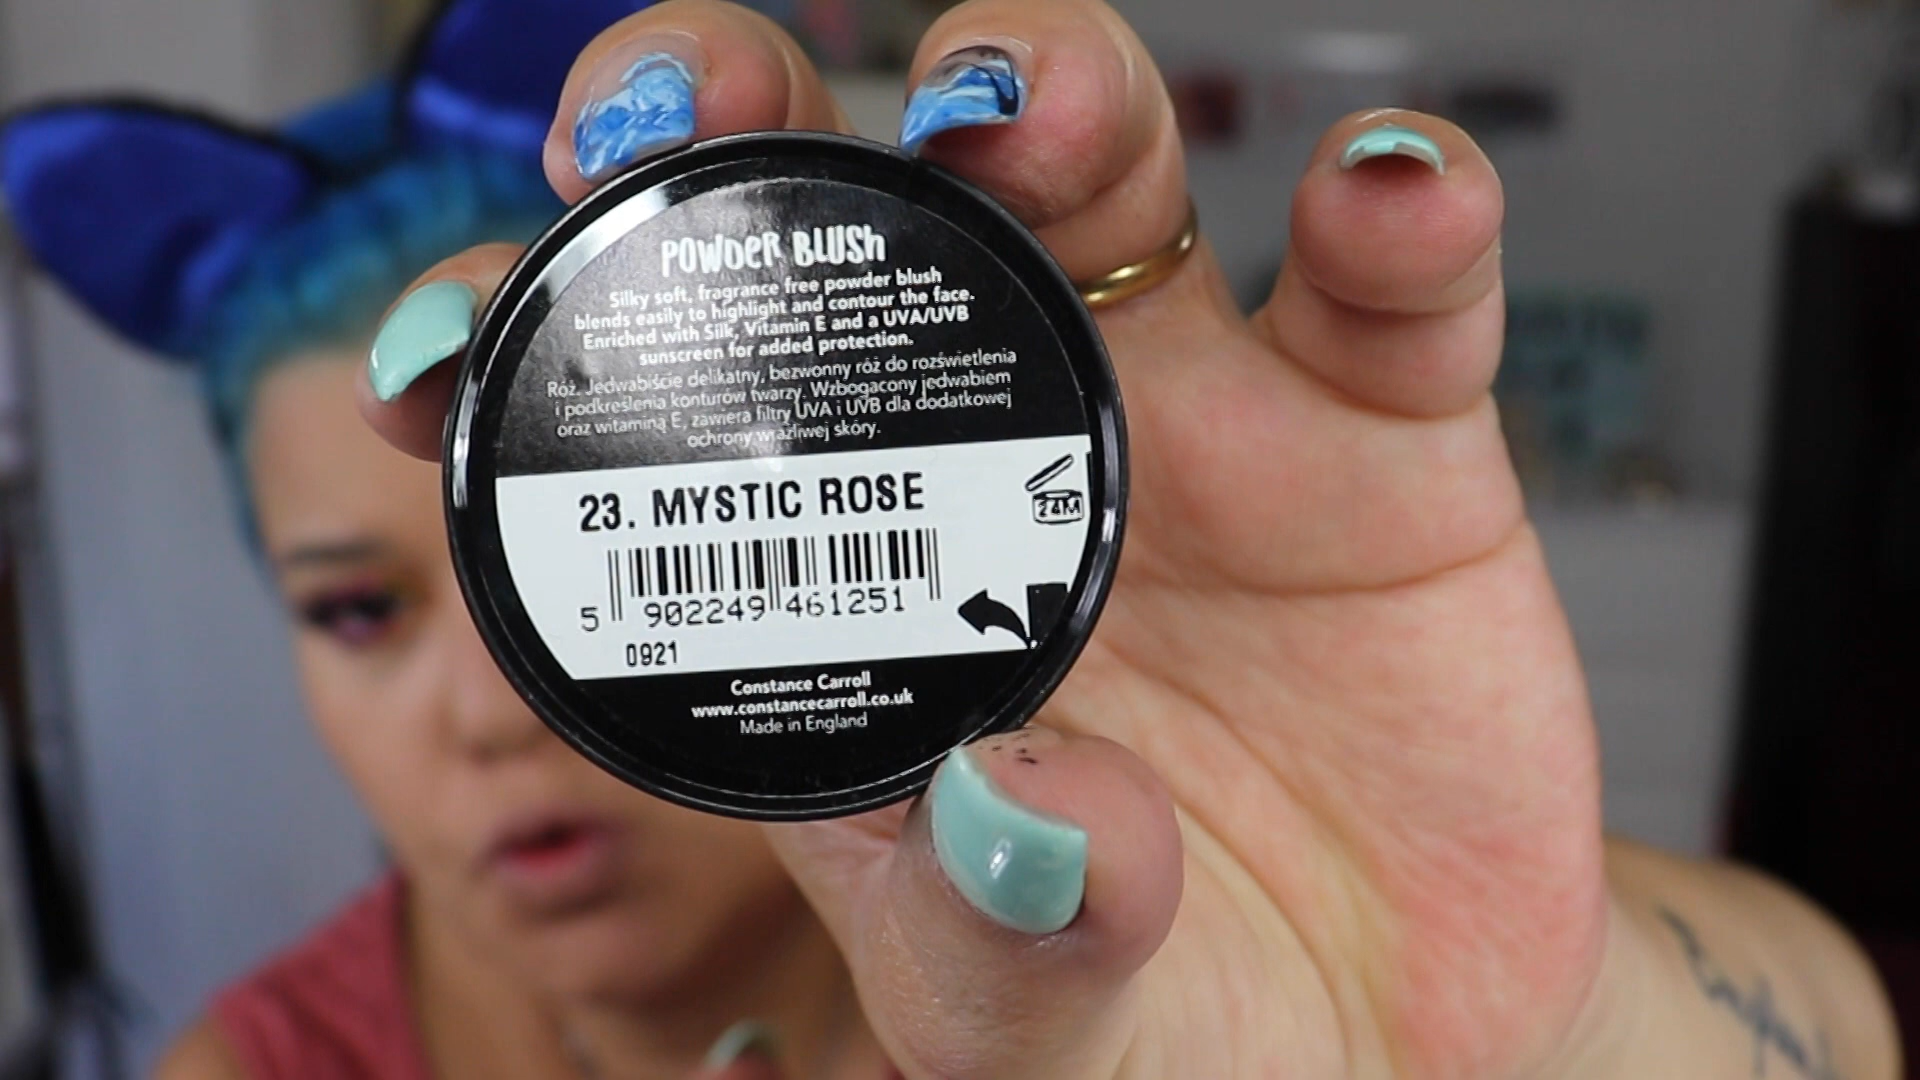 POWDER BLUSH
Silky soft, fragrance free powder blush
blends easily to highlight and contour the face.
Enriched with Silk, Vitamin E and a UVA/UVB
sunscreen for added protection.
Róż. Jedwabiście delikatny, bezwonny róż do rozświetlenia
i podkreślenia konturów twarzy. Wzbogacony jedwabiem
oraz witaminą E, zawiera filtry UVA i UVB dla dodatkowej
ochrony wrażliwej skóry.
23. MYSTIC ROSE
24M
5 902249 461251
0921
Constance Carroll
www.constancecarroll.co.uk
Made in England